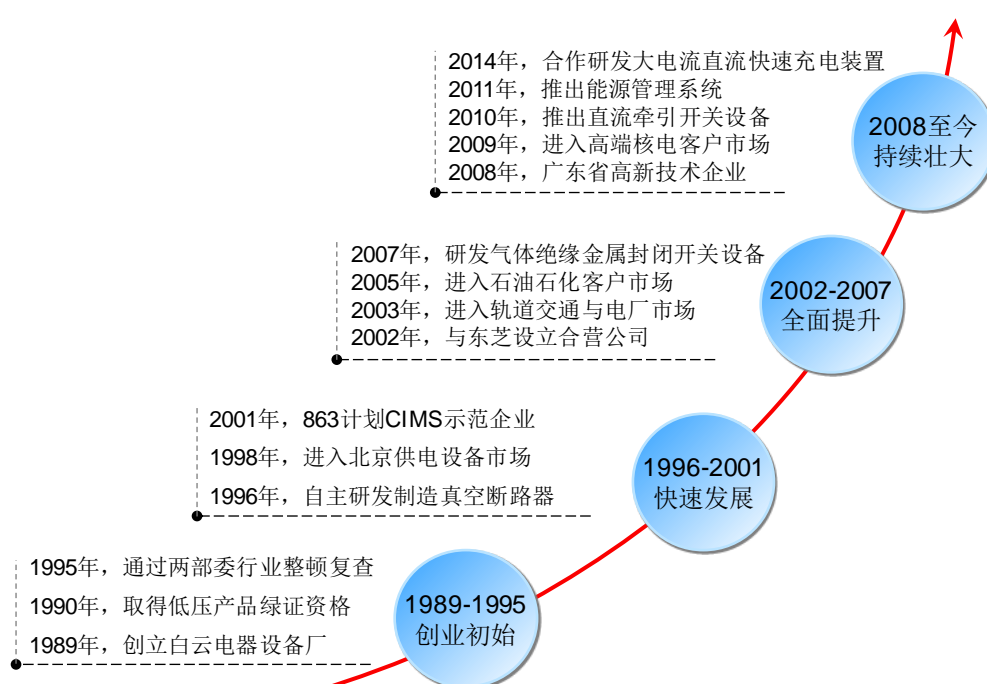 2014年，合作研发大电流直流快速充电装置
2011年，推出能源管理系统
2010年，推出直流牵引开关设备
2009年，进入高端核电客户市场
2008年，广东省高新技术企业
2008至今
持续壮大
2007年，研发气体绝缘金属封闭开关设备
2005年，进入石油石化客户市场
2003年，进入轨道交通与电厂市场
2002年，与东芝设立合营公司
2002-2007
全面提升
2001年，863计划CIMS示范企业
1998年，进入北京供电设备市场
1996年，自主研发制造真空断路器
1996-2001
快速发展
1995年，通过两部委行业整顿复查
1990年，取得低压产品绿证资格
1989年，创立白云电器设备厂
1989-1995
创业初始